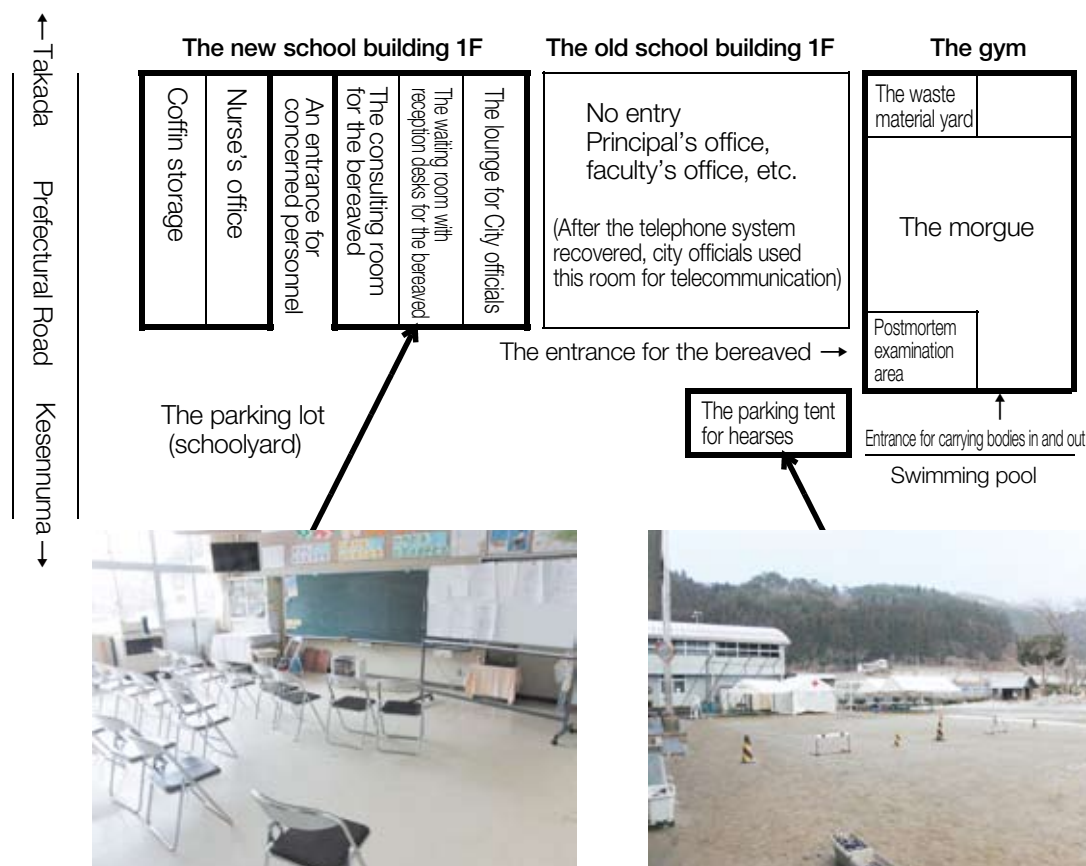 ←Takada
Prefectural Road
Kesennuma →
The new school building 1F
Coffin storage
Nurse's office
An entrance for
concerned personnel
The consulting room
for the bereaved
The waiting room with
reception desks for the bereaved
The lounge for City officials
The old school building 1F
No entry
Principal's office,
faculty's office, etc.
(After the telephone system
recovered, city officials used
this room for telecommunication)
The gym
The waste
material yard
The morgue
Postmortem
examination
area
The entrance for the bereaved →
The parking lot
(schoolyard)
The parking tent
for hearses
Entrance for carrying bodies in and out
Swimming pool